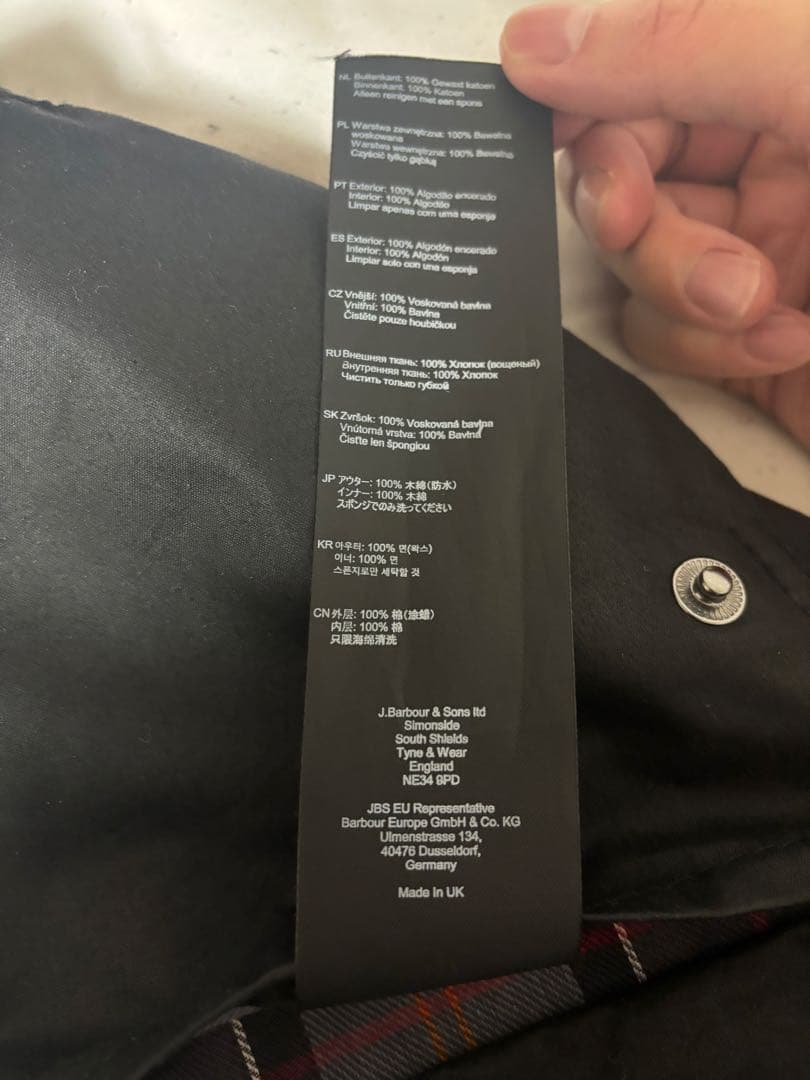 NL Buitenkant: 100% Gewaxt katoen
Binnenkant: 100% Katoen
Alleen reinigen met een spons
PL Warstwa zewnętrzna: 100% Bawełna
woskowana
Warstwa wewnętrzna: 100% Bawełna
Czyścić tylko gąbką
PT Exterior: 100% Algodão encerado
Interior: 100% Algodão
Limpar apenas com uma esponja
ES Exterior: 100% Algodón encerado
Interior: 100% Algodón
Limpiar solo con una esponja
CZ Vnější: 100% Voskovaná bavlna
Vnitřní: 100% Bavlna
Čistěte pouze houbičkou
RU Внешняя ткань: 100% Хлопок (вощеный)
Внутренняя ткань: 100% Хлопок
Чистить только губкой
SK Zvršok: 100% Voskovaná bavlna
Vnútorná vrstva: 100% Bavlna
Čisťte len špongiou
JP アウター: 100% 木綿(防水)
インナー: 100% 木綿
スポンジでのみ洗ってください
KR 아우터: 100% 면(왁스)
이너: 100% 면
스폰지로만 세탁할 것
CN 外层: 100% 棉(涂蜡)
内层: 100% 棉
只限海绵清洗
J.Barbour & Sons ltd
Simonside
South Shields
Tyne & Wear
England
NE34 9PD
JBS EU Representative
Barbour Europe GmbH & Co. KG
Ulmenstrasse 134,
40476 Dusseldorf,
Germany
Made in UK